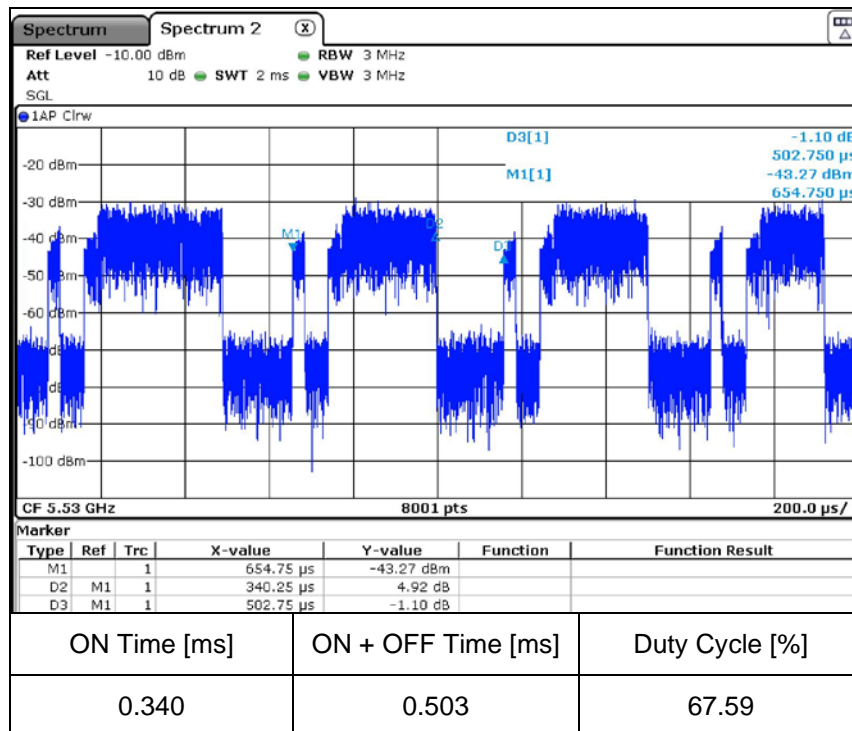 Spectrum Spectrum 2 X
Ref Level -10.00 dBm RBW 3 MHz
Att 10 dB SWT 2 ms VBW 3 MHz
SGL
1AP Clrw
D3[1] -1.10 dB
502.750 µs
-20 dBm
M1[1] -43.27 dBm
654.750 µs
-30 dBm
D2
-40 dBm M1
D3
-50 dBm
-60 dBm
-90 dBm
-100 dBm
CF 5.53 GHz 8001 pts 200.0 µs/
Marker
Type Ref Trc X-value Y-value Function Function Result
M1 1 654.75 µs -43.27 dBm
D2 M1 1 340.25 µs 4.92 dB
D3 M1 1 502.75 µs -1.10 dB
ON Time [ms] ON + OFF Time [ms] Duty Cycle [%]
0.340 0.503 67.59